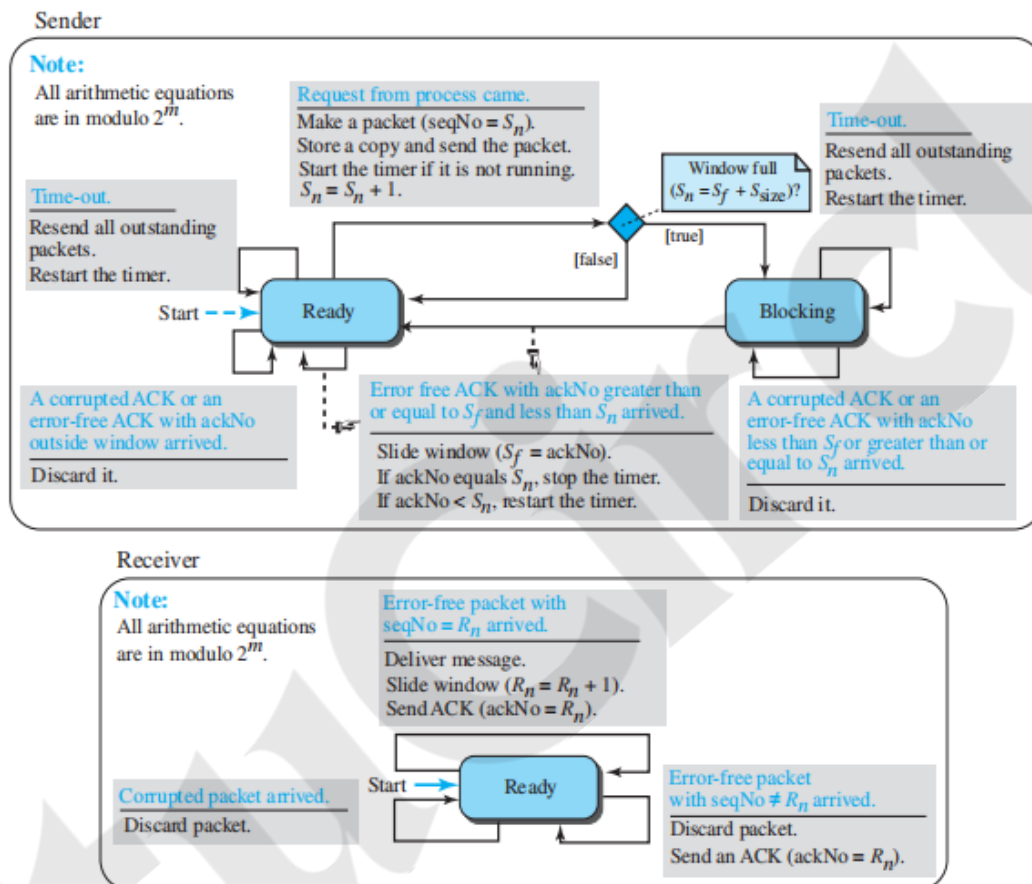 Sender
Note:
All arithmetic equations
are in modulo 2^m.
Request from process came.
Make a packet (seqNo = S_n).
Store a copy and send the packet.
Start the timer if it is not running.
S_n = S_n + 1.
Time-out.
Resend all outstanding
packets.
Restart the timer.
Window full
(S_n = S_f + S_size)?
Time-out.
Resend all outstanding
packets.
Restart the timer.
[false]
[true]
Start
Ready
Blocking
A corrupted ACK or an
error-free ACK with ackNo
outside window arrived.
Discard it.
Error free ACK with ackNo greater than
or equal to S_f and less than S_n arrived.
Slide window (S_f = ackNo).
If ackNo equals S_n, stop the timer.
If ackNo < S_n, restart the timer.
A corrupted ACK or an
error-free ACK with ackNo
less than S_f or greater than or
equal to S_n arrived.
Discard it.
Receiver
Note:
All arithmetic equations
are in modulo 2^m.
Error-free packet with
seqNo = R_n arrived.
Deliver message.
Slide window (R_n = R_n + 1).
Send ACK (ackNo = R_n).
Corrupted packet arrived.
Discard packet.
Start
Ready
Error-free packet
with seqNo ≠ R_n arrived.
Discard packet.
Send an ACK (ackNo = R_n).